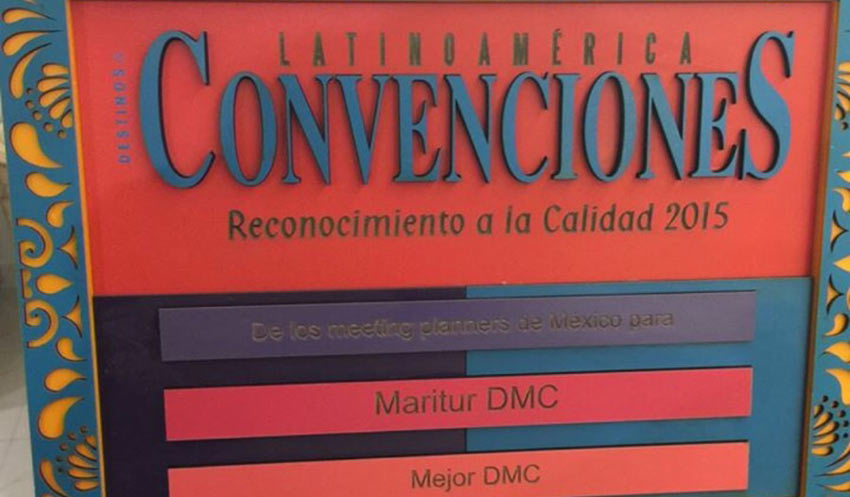 LATINOAMÉRICA
DESTINOS
CONVENCIONES
Reconocimiento a la Calidad 2015
De los meeting planners de México para
Maritur DMC
Mejor DMC